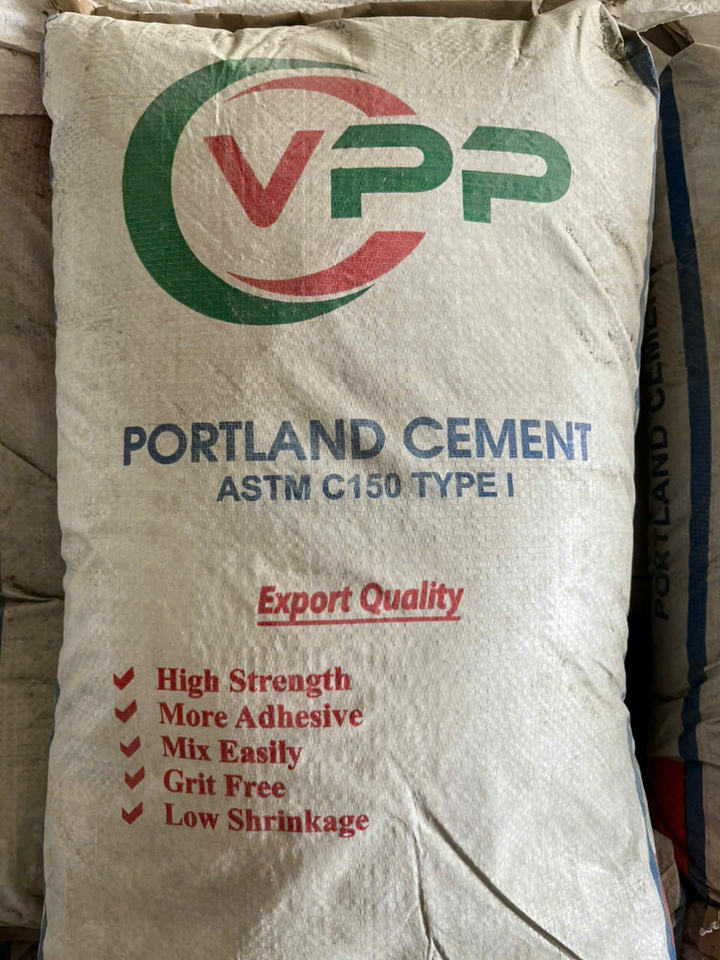 VPP
PORTLAND CEMENT
ASTM C150 TYPE I
Export Quality
High Strength
More Adhesive
Mix Easily
Grit Free
Low Shrinkage
PORTLAND CEME